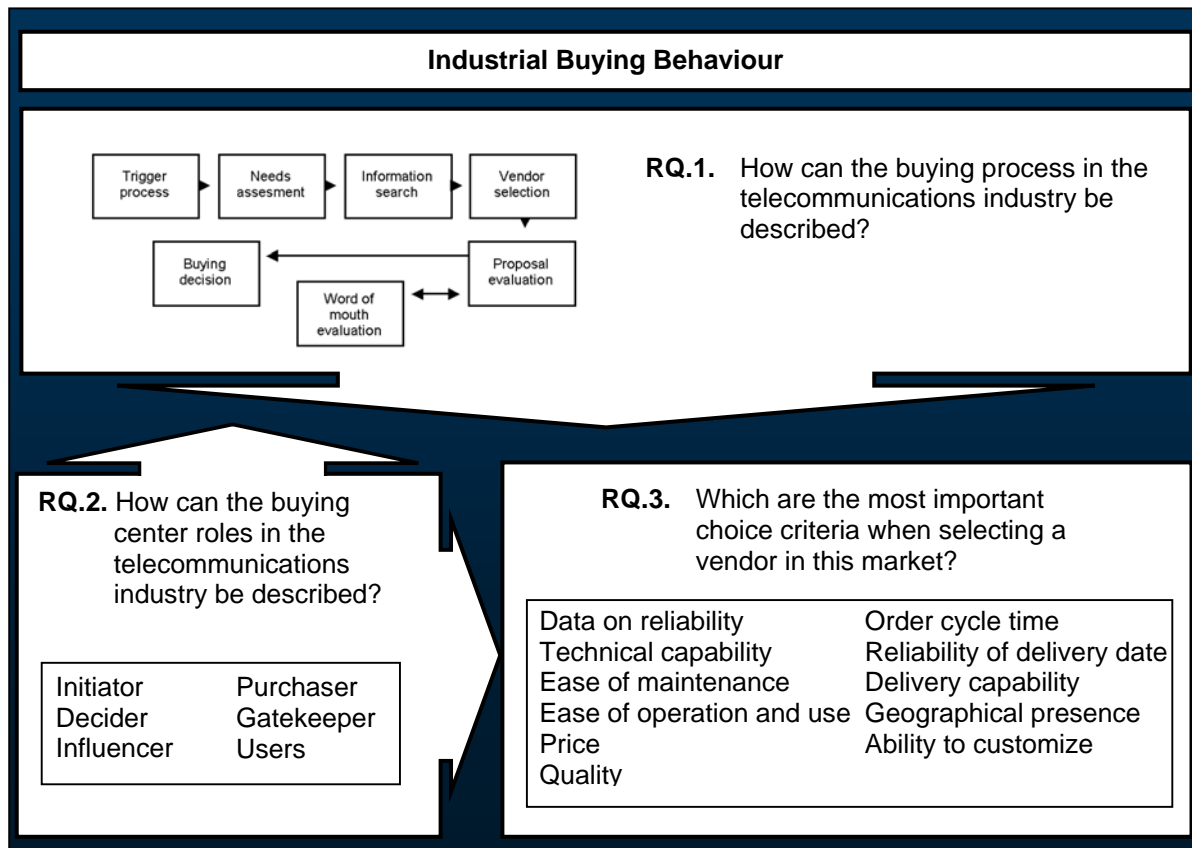 Industrial Buying Behaviour
Trigger
process
Needs
assesment
Information
search
Vendor
selection
Buying
decision
Proposal
evaluation
Word of
mouth
evaluation
RQ.1. How can the buying process in the
telecommunications industry be
described?
RQ.2. How can the buying
center roles in the
telecommunications
industry be described?
Initiator
Decider
Influencer
Purchaser
Gatekeeper
Users
RQ.3. Which are the most important
choice criteria when selecting a
vendor in this market?
Data on reliability
Technical capability
Ease of maintenance
Ease of operation and use
Price
Quality
Order cycle time
Reliability of delivery date
Delivery capability
Geographical presence
Ability to customize